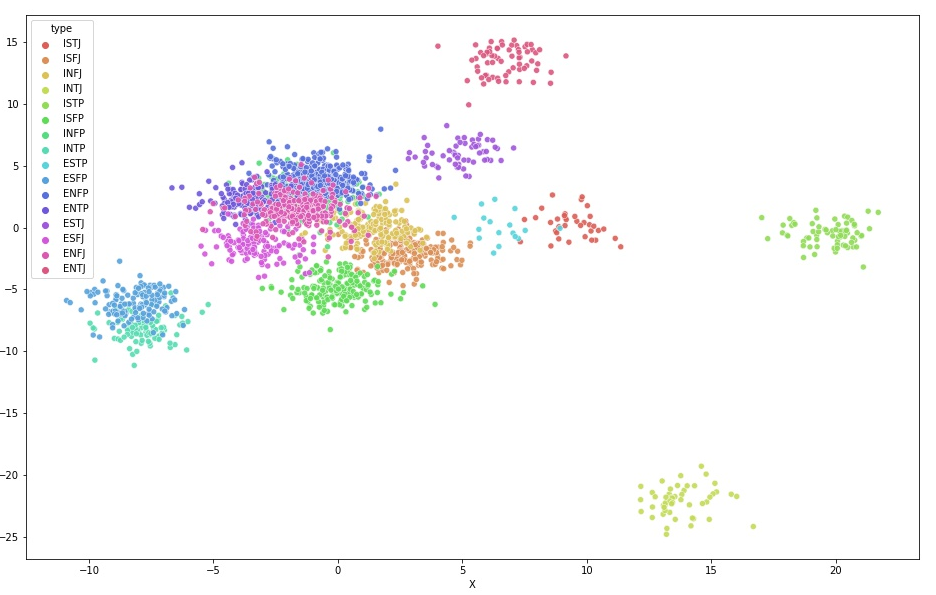 type
ISTJ
ISFJ
INFJ
INTJ
ISTP
ISFP
INFP
INTP
ESTP
ESFP
ENFP
ENTP
ESTJ
ESFJ
ENFJ
ENTJ
15
10
5
0
−5
−10
−15
−20
−25
−10 −5 0 5 10 15 20
X